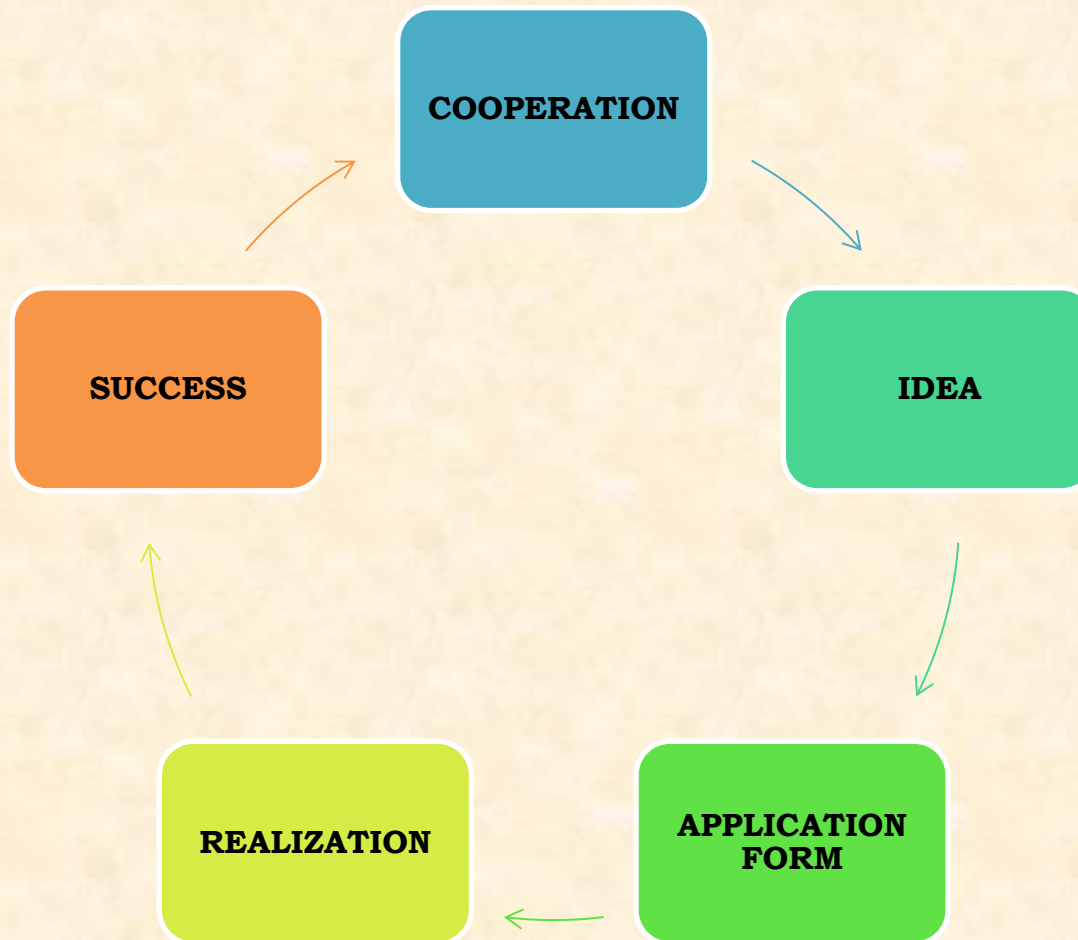 COOPERATION
IDEA
APPLICATION
FORM
REALIZATION
SUCCESS